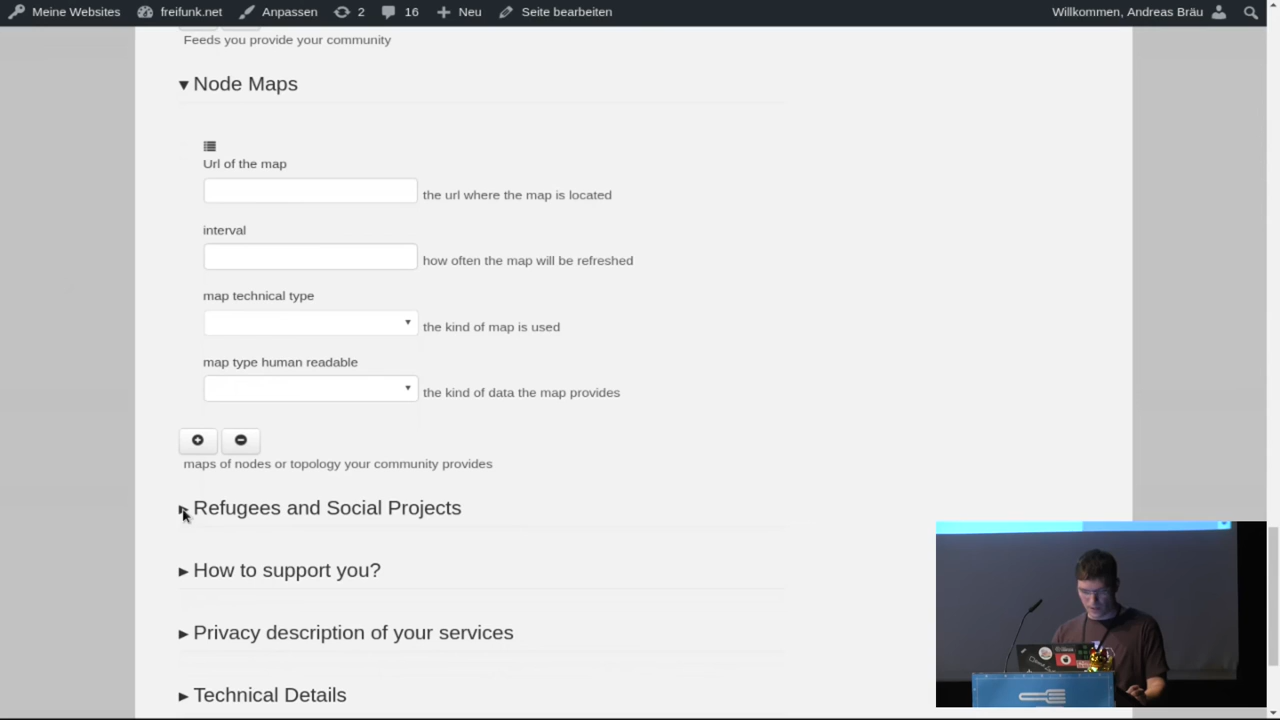 Meine Websites freifunk.net Anpassen 2 16 Neu Seite bearbeiten Willkommen, Andreas Bräu
Feeds you provide your community
Node Maps
Url of the map
the url where the map is located
interval
how often the map will be refreshed
map technical type
the kind of map is used
map type human readable
the kind of data the map provides
maps of nodes or topology your community provides
Refugees and Social Projects
How to support you?
Privacy description of your services
Technical Details